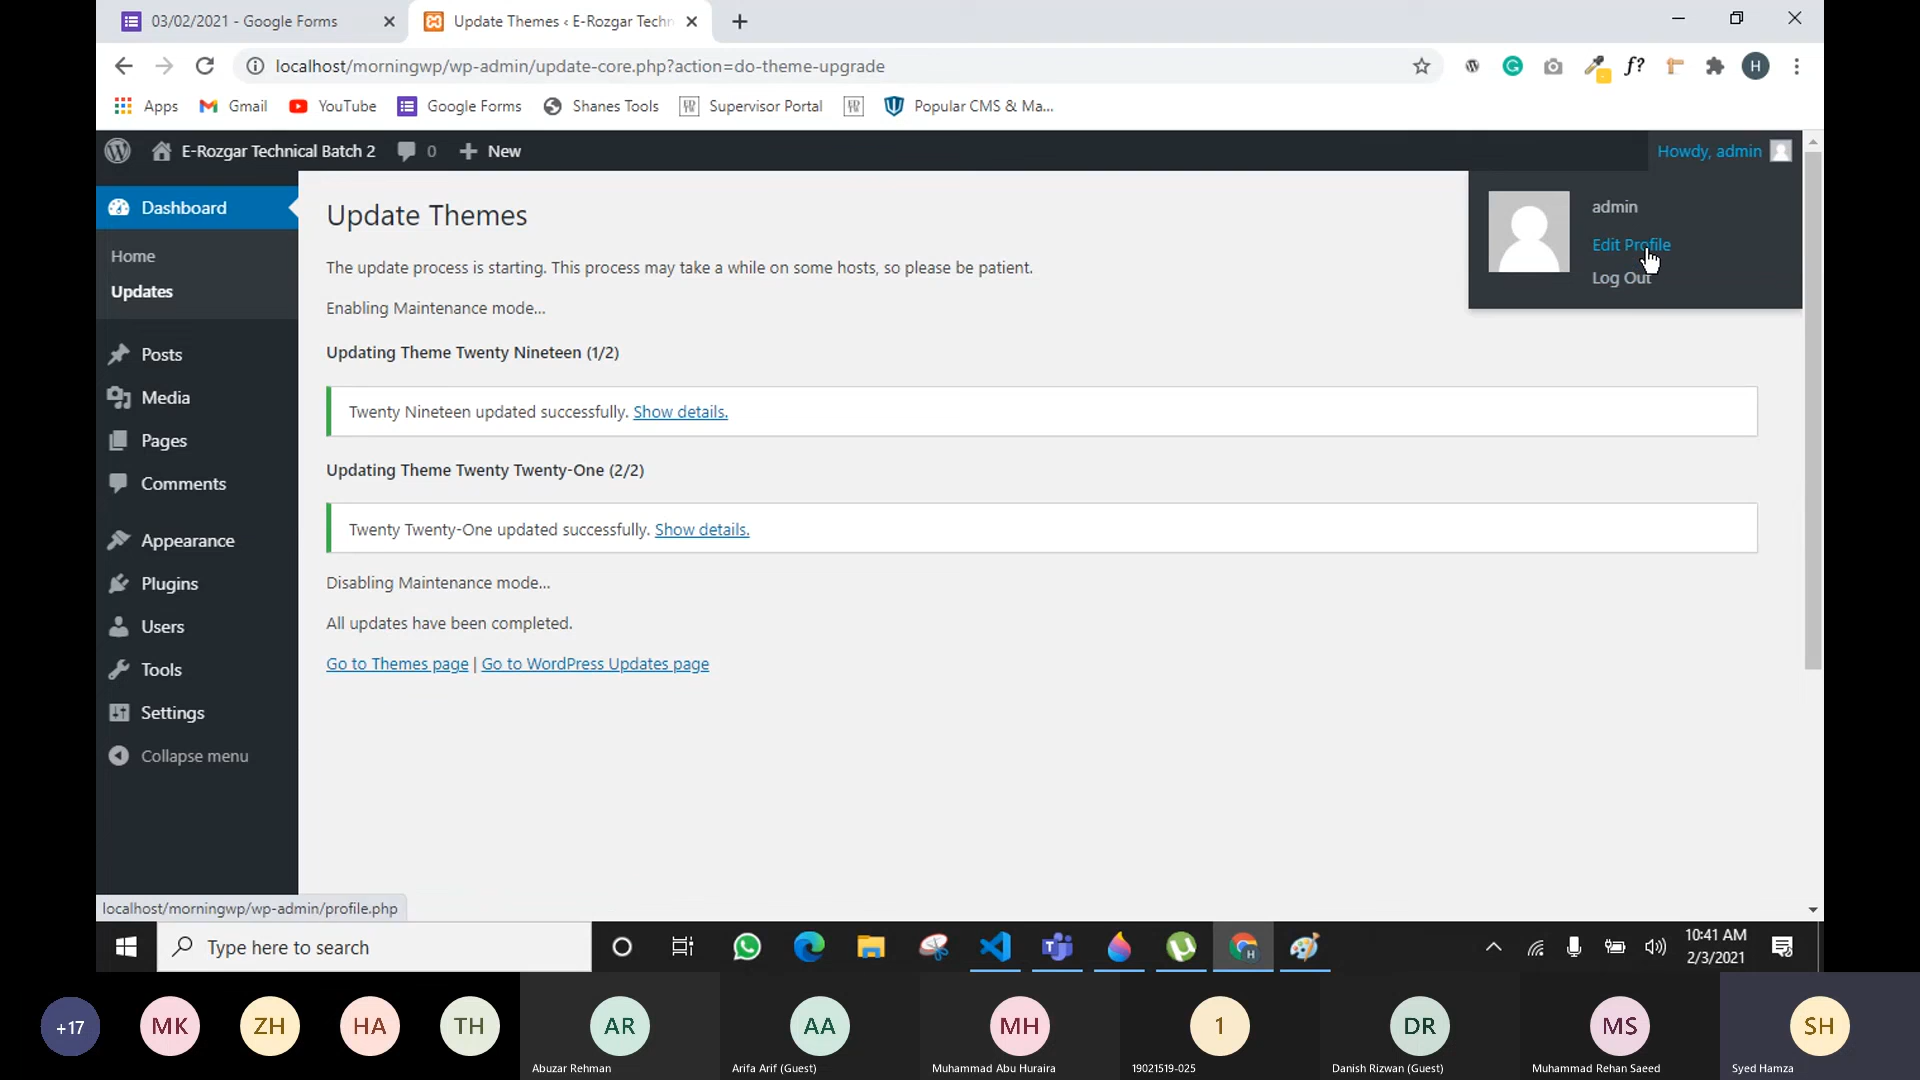 03/02/2021 - Google Forms
Update Themes ‹ E-Rozgar Techn
localhost/morningwp/wp-admin/update-core.php?action=do-theme-upgrade
f?
H
Apps
Gmail
YouTube
Google Forms
Shanes Tools
Supervisor Portal
Popular CMS & Ma...
E-Rozgar Technical Batch 2
0
New
Howdy, admin
admin
Edit Profile
Log Out
Dashboard
Home
Updates
Posts
Media
Pages
Comments
Appearance
Plugins
Users
Tools
Settings
Collapse menu
Update Themes
The update process is starting. This process may take a while on some hosts, so please be patient.
Enabling Maintenance mode...
Updating Theme Twenty Nineteen (1/2)
Twenty Nineteen updated successfully. Show details.
Updating Theme Twenty Twenty-One (2/2)
Twenty Twenty-One updated successfully. Show details.
Disabling Maintenance mode...
All updates have been completed.
Go to Themes page | Go to WordPress Updates page
localhost/morningwp/wp-admin/profile.php
Type here to search
10:41 AM
2/3/2021
+17
MK
ZH
HA
TH
AR
Abuzar Rehman
AA
Arifa Arif (Guest)
MH
Muhammad Abu Huraira
1
19021519-025
DR
Danish Rizwan (Guest)
MS
Muhammad Rehan Saeed
SH
Syed Hamza